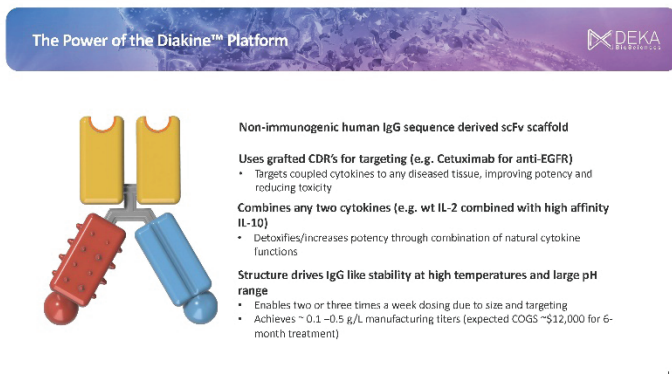 The Power of the Diakine™ Platform
DEKA
BioSciences
Non-immunogenic human IgG sequence derived scFv scaffold
Uses grafted CDR's for targeting (e.g. Cetuximab for anti-EGFR)
• Targets coupled cytokines to any diseased tissue, improving potency and
reducing toxicity
Combines any two cytokines (e.g. wt IL-2 combined with high affinity
IL-10)
• Detoxifies/increases potency through combination of natural cytokine
functions
Structure drives IgG like stability at high temperatures and large pH
range
• Enables two or three times a week dosing due to size and targeting
• Achieves ~ 0.1 –0.5 g/L manufacturing titers (expected COGS ~$12,000 for 6-
month treatment)